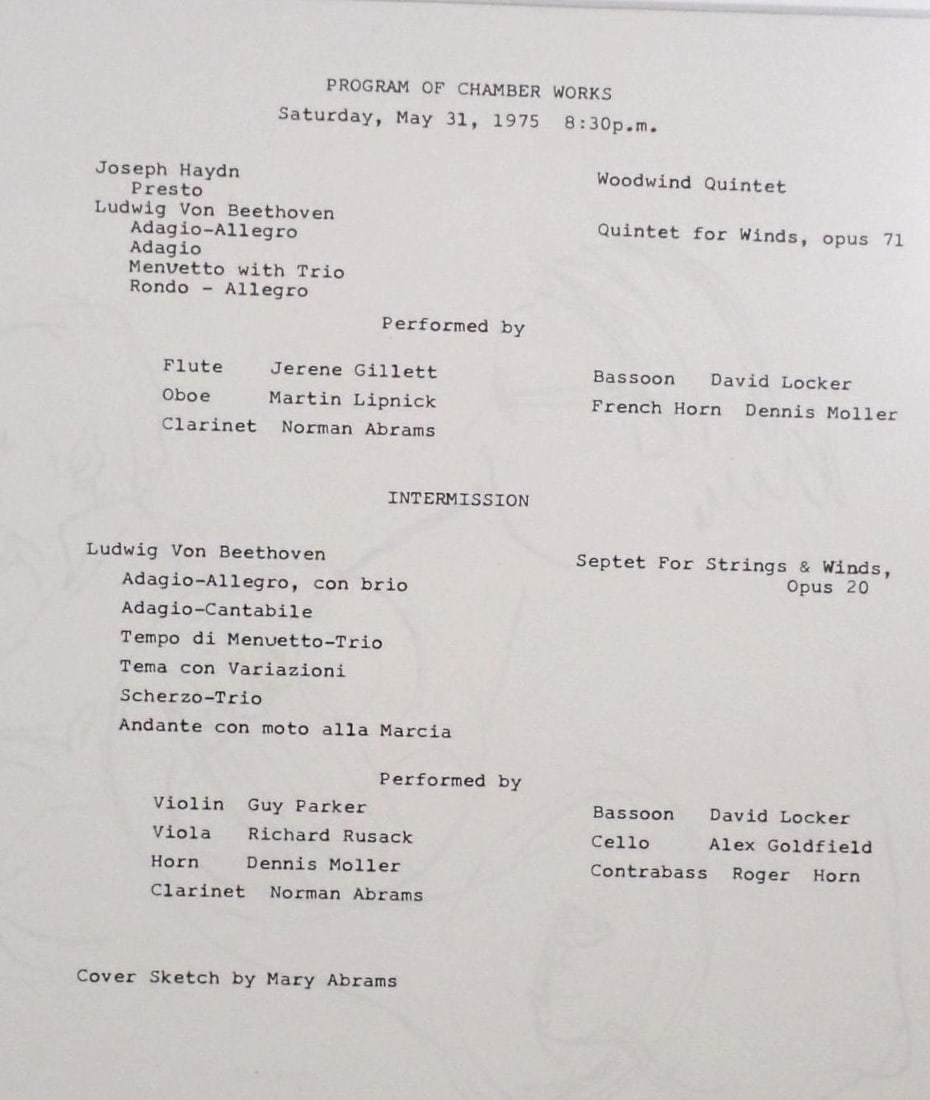 PROGRAM OF CHAMBER WORKS
Saturday, May 31, 1975 8:30p.m.
Joseph Haydn Woodwind Quintet
Presto
Ludwig Von Beethoven
Adagio-Allegro Quintet for Winds, opus 71
Adagio
Menvetto with Trio
Rondo - Allegro
Performed by
Flute Jerene Gillett Bassoon David Locker
Oboe Martin Lipnick French Horn Dennis Moller
Clarinet Norman Abrams
INTERMISSION
Ludwig Von Beethoven Septet For Strings & Winds,
Adagio-Allegro, con brio Opus 20
Adagio-Cantabile
Tempo di Menvetto-Trio
Tema con Variazioni
Scherzo-Trio
Andante con moto alla Marcia
Performed by
Violin Guy Parker Bassoon David Locker
Viola Richard Rusack Cello Alex Goldfield
Horn Dennis Moller Contrabass Roger Horn
Clarinet Norman Abrams
Cover Sketch by Mary Abrams